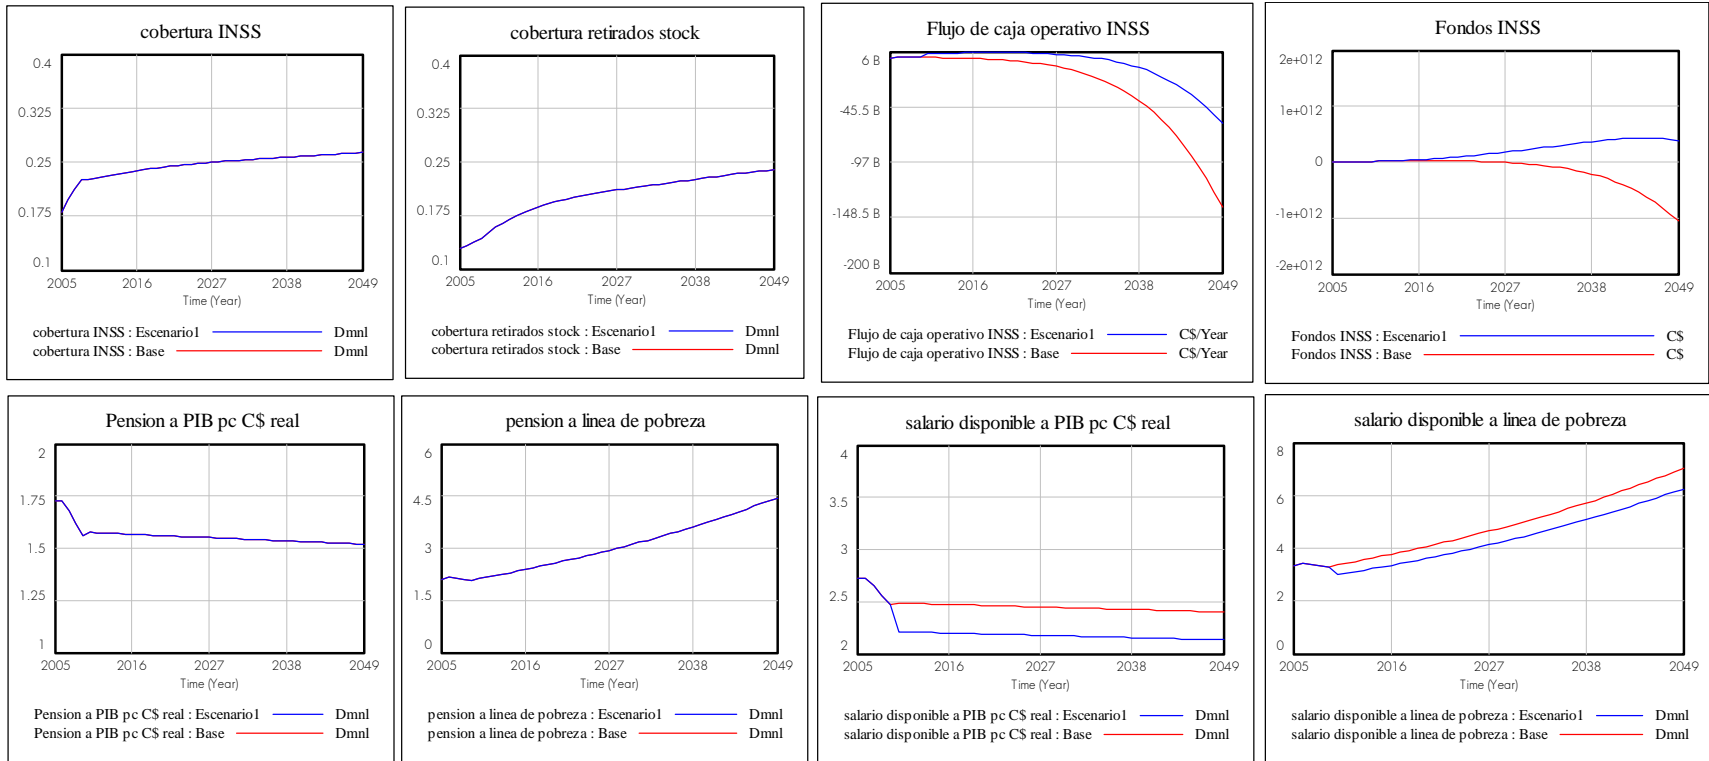 cobertura INSS
0.4
0.325
0.25
0.175
0.1
2005 2016 2027 2038 2049
Time (Year)
cobertura INSS : Escenario1 Dmnl
cobertura INSS : Base Dmnl
cobertura retirados stock
0.4
0.325
0.25
0.175
0.1
2005 2016 2027 2038 2049
Time (Year)
cobertura retirados stock : Escenario1 Dmnl
cobertura retirados stock : Base Dmnl
Flujo de caja operativo INSS
6 B
-45.5 B
-97 B
-148.5 B
-200 B
2005 2016 2027 2038 2049
Time (Year)
Flujo de caja operativo INSS : Escenario1 C$/Year
Flujo de caja operativo INSS : Base C$/Year
Fondos INSS
2e+012
1e+012
0
-1e+012
-2e+012
2005 2016 2027 2038 2049
Time (Year)
Fondos INSS : Escenario1 C$
Fondos INSS : Base C$
Pension a PIB pc C$ real
2
1.75
1.5
1.25
1
2005 2016 2027 2038 2049
Time (Year)
Pension a PIB pc C$ real : Escenario1 Dmnl
Pension a PIB pc C$ real : Base Dmnl
pension a linea de pobreza
6
4.5
3
1.5
0
2005 2016 2027 2038 2049
Time (Year)
pension a linea de pobreza : Escenario1 Dmnl
pension a linea de pobreza : Base Dmnl
salario disponible a PIB pc C$ real
4
3.5
3
2.5
2
2005 2016 2027 2038 2049
Time (Year)
salario disponible a PIB pc C$ real : Escenario1 Dmnl
salario disponible a PIB pc C$ real : Base Dmnl
salario disponible a linea de pobreza
8
6
4
2
0
2005 2016 2027 2038 2049
Time (Year)
salario disponible a linea de pobreza : Escenario1 Dmnl
salario disponible a linea de pobreza : Base Dmnl